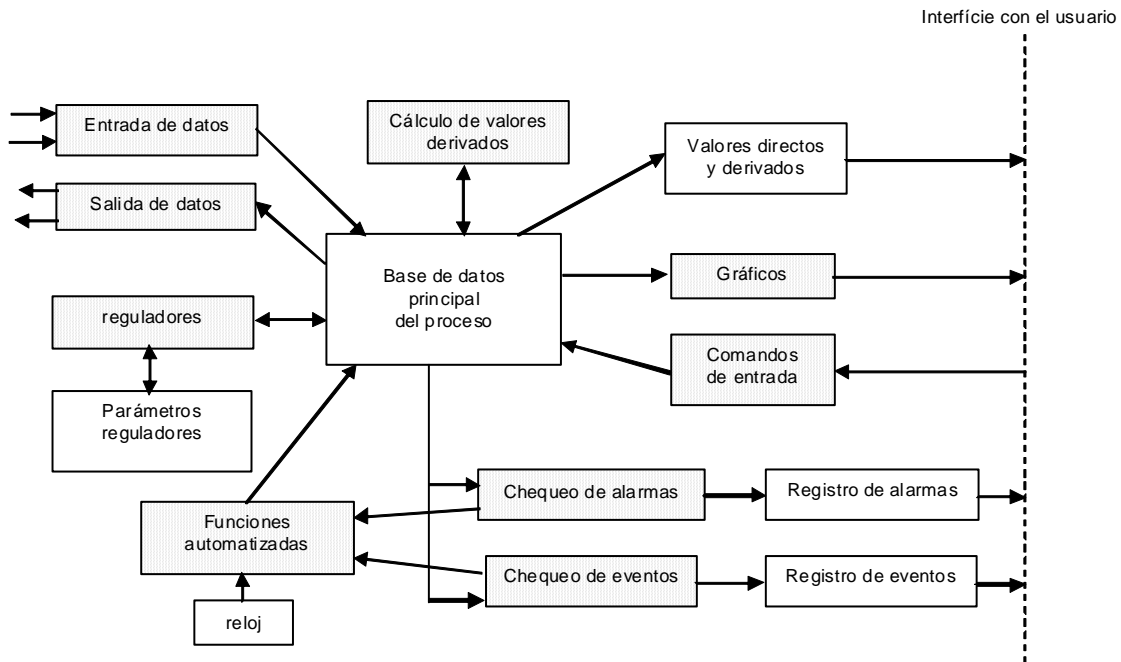 Interfície con el usuario
Entrada de datos
Cálculo de valores
derivados
Valores directos
y derivados
Salida de datos
Base de datos
principal
del proceso
Gráficos
reguladores
Comandos
de entrada
Parámetros
reguladores
Chequeo de alarmas
Registro de alarmas
Funciones
automatizadas
Chequeo de eventos
Registro de eventos
reloj